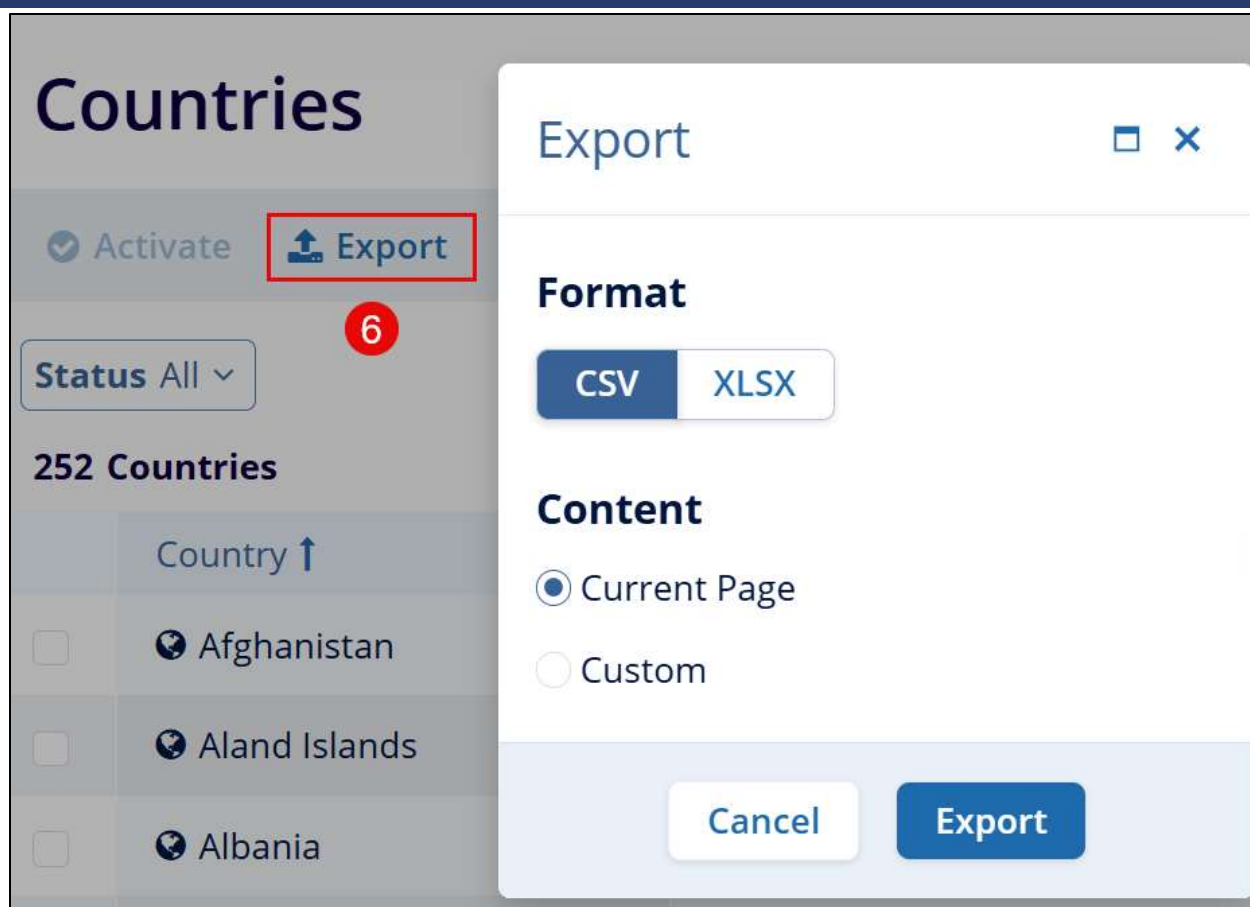 Countries
Activate Export
6
Status All
252 Countries
Country
Afghanistan
Aland Islands
Albania
Export
Format
CSV XLSX
Content
Current Page
Custom
Cancel Export